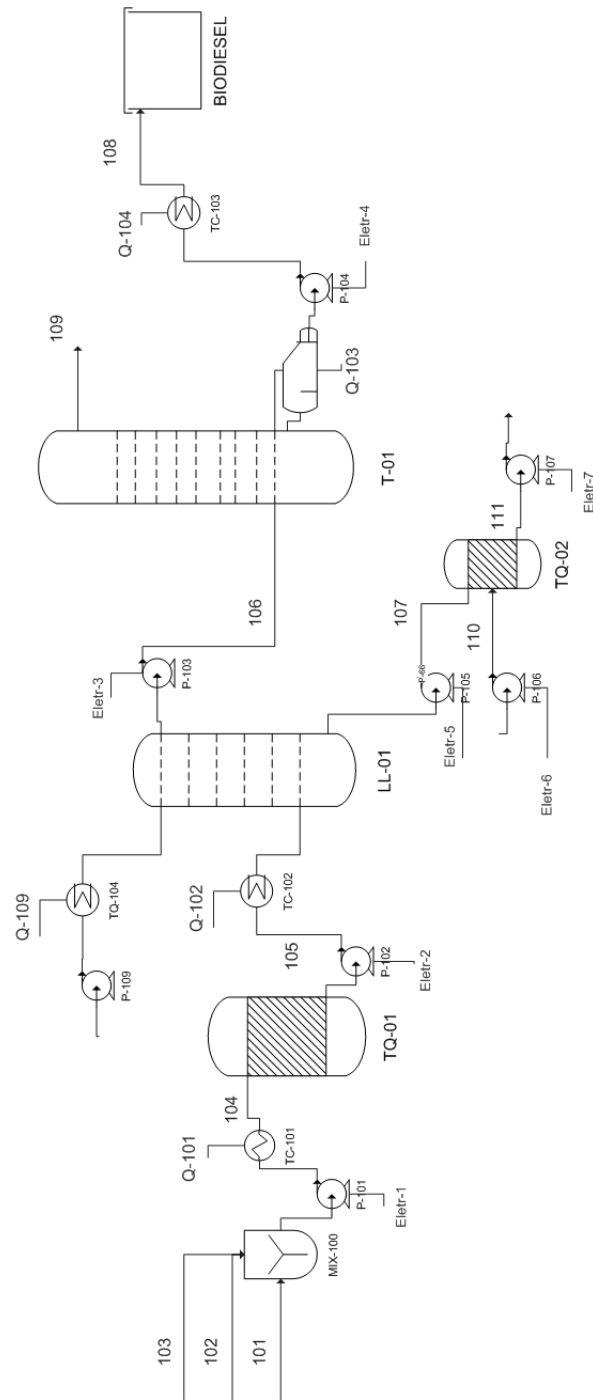 103
102
101
MIX-100
P-101
Eletr-1
Q-101
TC-101
104
TQ-01
P-102
Eletr-2
105
Q-102
TC-102
P-109
Q-109
TQ-104
LL-01
Eletr-3
P-103
106
P-66
P-105
Eletr-5
107
110
P-106
Eletr-6
TQ-02
111
P-107
Eletr-7
T-01
109
Q-103
P-104
Eletr-4
Q-104
TC-103
108
BIODIESEL